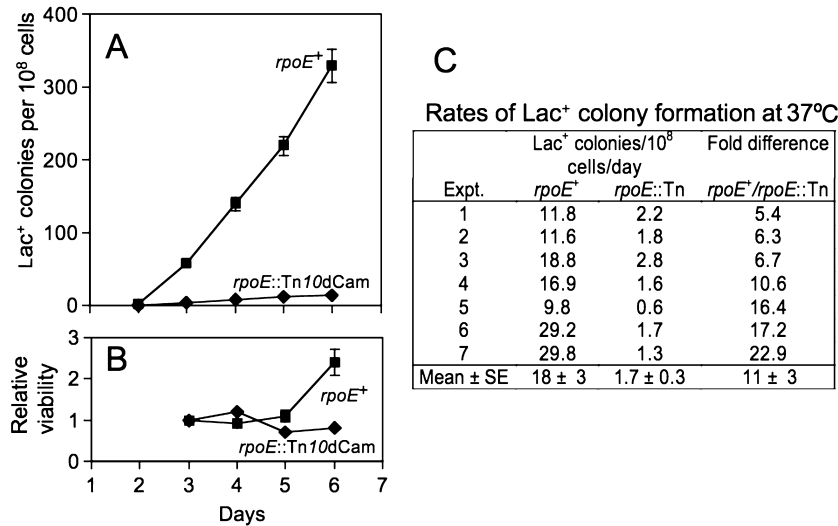 A
Lac⁺ colonies per 10⁸ cells
400
300
200
100
0
rpoE⁺
rpoE::Tn10dCam
B
Relative
viability
3
2
1
0
rpoE⁺
rpoE::Tn10dCam
1 2 3 4 5 6 7
Days
C
Rates of Lac⁺ colony formation at 37ºC
Lac⁺ colonies/10⁸ Fold difference
cells/day
Expt. rpoE⁺ rpoE::Tn rpoE⁺/rpoE::Tn
1 11.8 2.2 5.4
2 11.6 1.8 6.3
3 18.8 2.8 6.7
4 16.9 1.6 10.6
5 9.8 0.6 16.4
6 29.2 1.7 17.2
7 29.8 1.3 22.9
Mean ± SE 18 ± 3 1.7 ± 0.3 11 ± 3